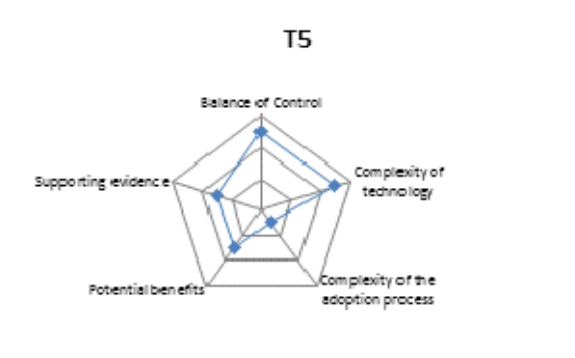 T5
Balance of Control
Supporting evidence
Complexity of
technology
Potential benefits
Complexity of the
adoption process